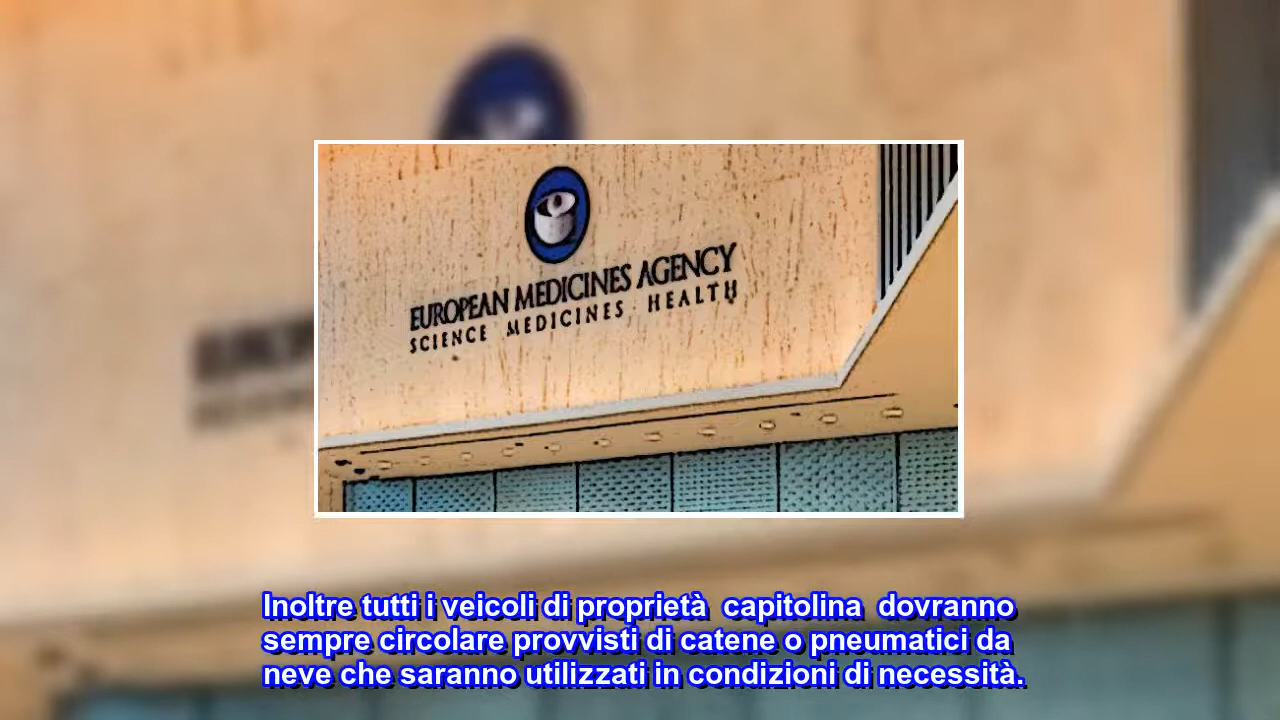 EUROPEAN MEDICINES AGENCY
SCIENCE MEDICINES HEALTH
Inoltre tutti i veicoli di proprietà capitolina dovranno
sempre circolare provvisti di catene o pneumatici da
neve che saranno utilizzati in condizioni di necessità.